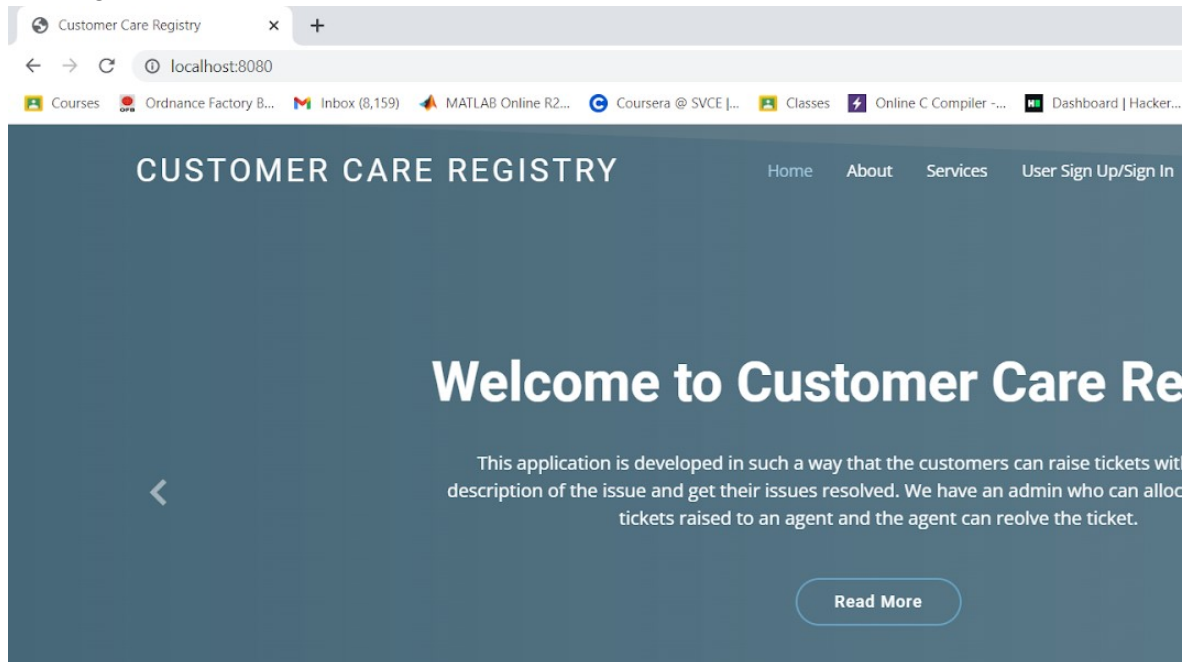 Customer Care Registry
localhost:8080
Courses Ordnance Factory B... Inbox (8,159) MATLAB Online R2... Coursera @ SVCE |... Classes Online C Compiler -... Dashboard | Hacker...
CUSTOMER CARE REGISTRY Home About Services User Sign Up/Sign In
Welcome to Customer Care Re
This application is developed in such a way that the customers can raise tickets wit
description of the issue and get their issues resolved. We have an admin who can alloc
tickets raised to an agent and the agent can reolve the ticket.
Read More